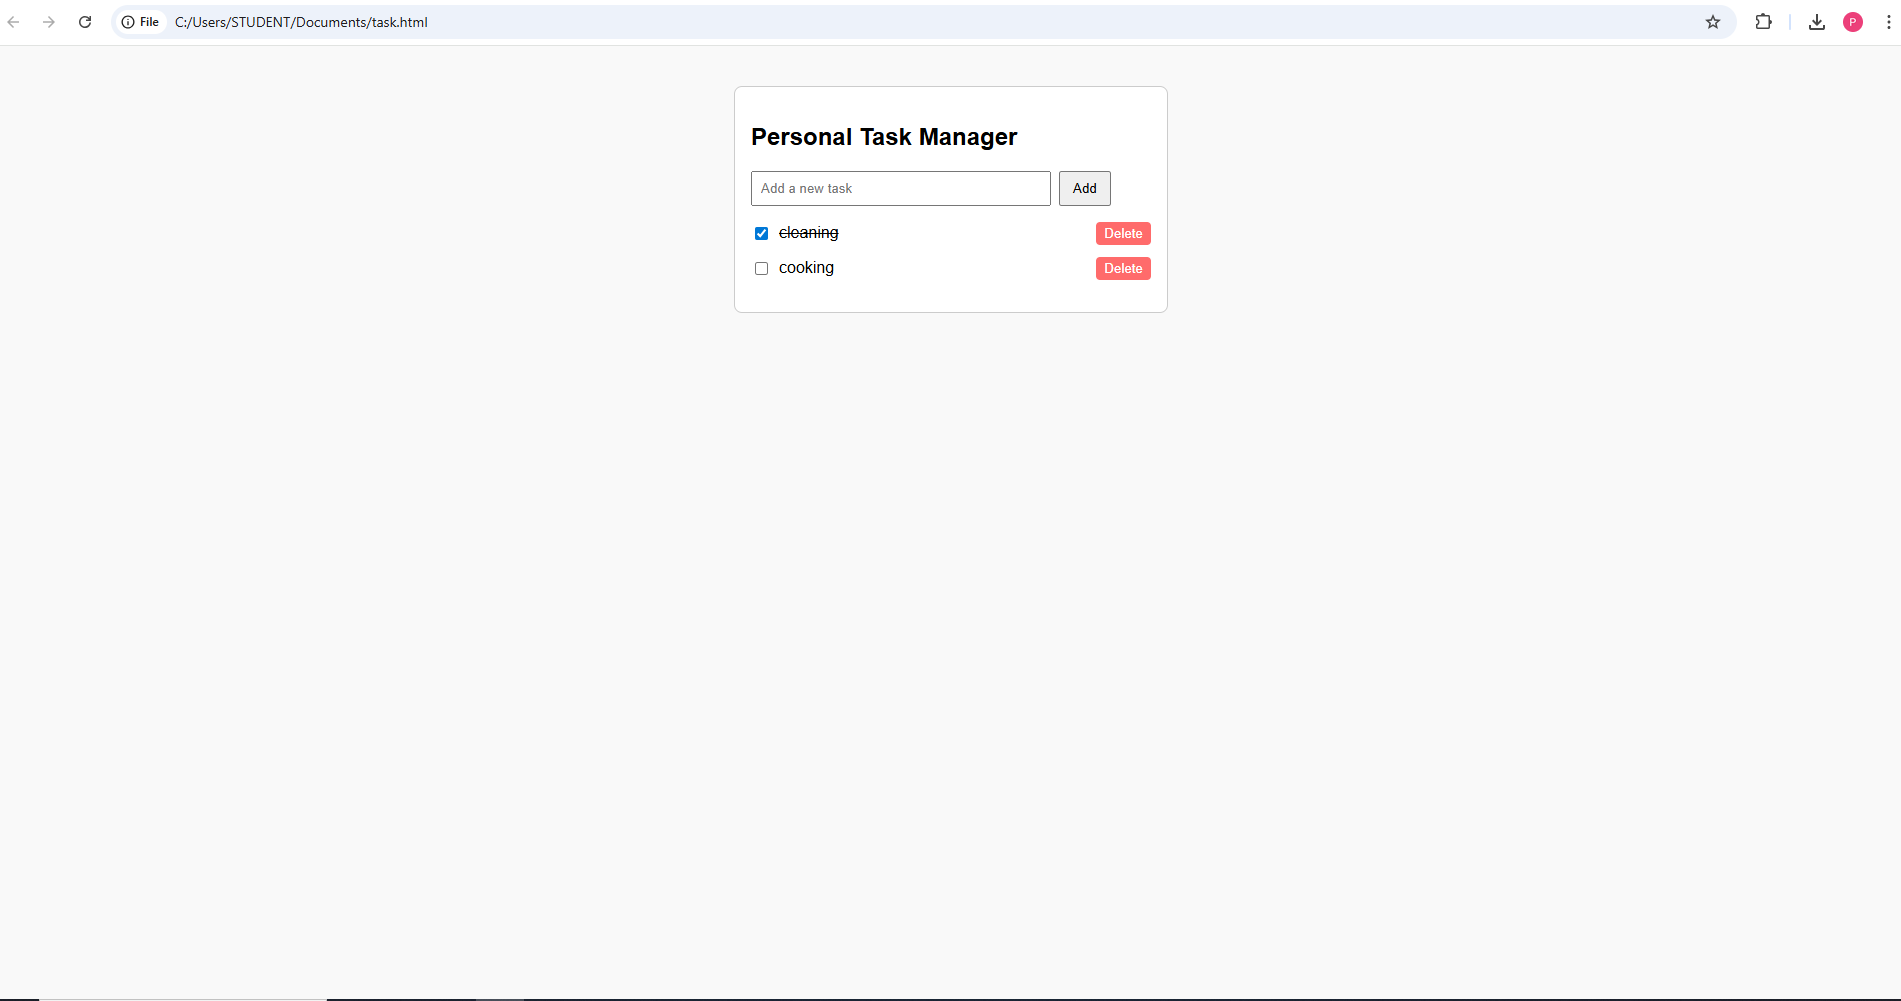 File C:/Users/STUDENT/Documents/task.html P
Personal Task Manager
Add a new task Add
cleaning Delete
cooking Delete